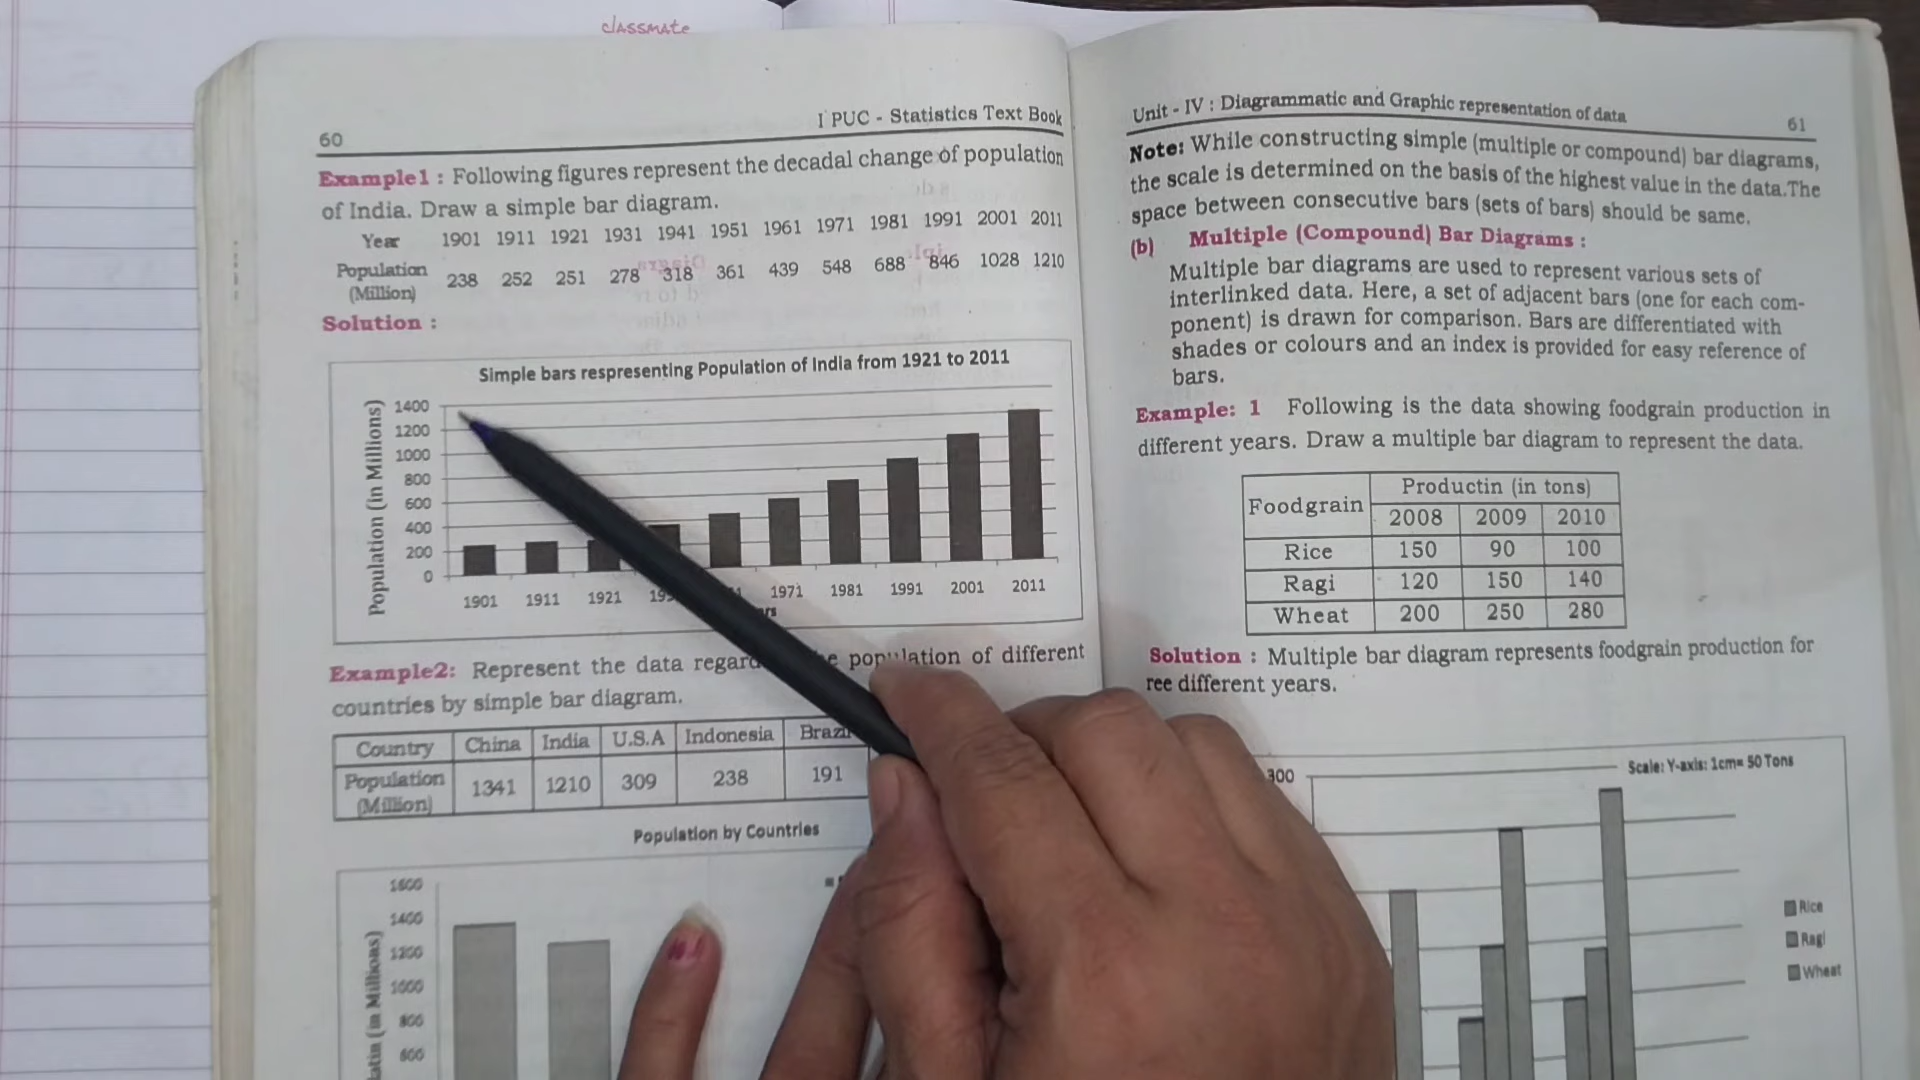 classmate
60
I PUC - Statistics Text Book
Example1 : Following figures represent the decadal change of population
of India. Draw a simple bar diagram.
Year 1901 1911 1921 1931 1941 1951 1961 1971 1981 1991 2001 2011
Population
(Million) 238 252 251 278 318 361 439 548 688 846 1028 1210
Solution :
Simple bars respresenting Population of India from 1921 to 2011
Population (in Millions)
1400
1200
1000
800
600
400
200
0
1901 1911 1921 1971 1981 1991 2001 2011
Example2: Represent the data population of different
countries by simple bar diagram.
Country China India U.S.A Indonesia
Population
(Million) 1341 1210 309 238 191
Population by Countries
1600
1400
1200
1000
800
600
(in Millions)
Unit - IV : Diagrammatic and Graphic representation of data
61
Note: While constructing simple (multiple or compound) bar diagrams,
the scale is determined on the basis of the highest value in the data.The
space between consecutive bars (sets of bars) should be same.
(b) Multiple (Compound) Bar Diagrams :
Multiple bar diagrams are used to represent various sets of
interlinked data. Here, a set of adjacent bars (one for each com-
ponent) is drawn for comparison. Bars are differentiated with
shades or colours and an index is provided for easy reference of
bars.
Example: 1 Following is the data showing foodgrain production in
different years. Draw a multiple bar diagram to represent the data.
Foodgrain Productin (in tons)
2008 2009 2010
Rice 150 90 100
Ragi 120 150 140
Wheat 200 250 280
Solution : Multiple bar diagram represents foodgrain production for
ree different years.
300
Scale: Y-axis: 1cm= 50 Tons
Rice
Ragi
Wheat